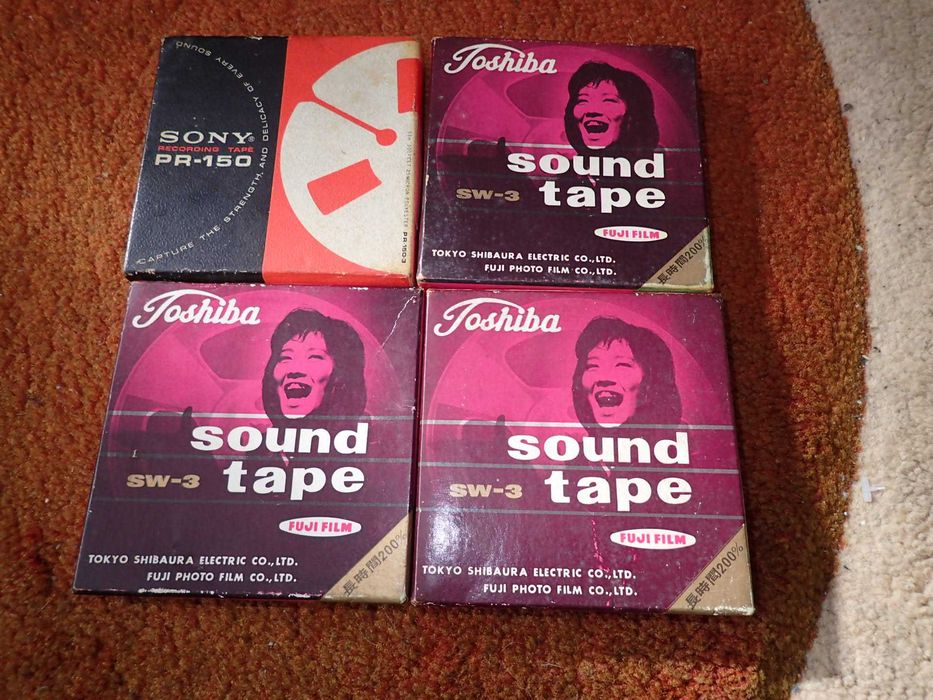 CAPTURE THE STRENGTH, AND DELICACY OF EVERY SOUND
SONY®
RECORDING TAPE
PR-150
Toshiba
sound
SW-3 tape
FUJI FILM
TOKYO SHIBAURA ELECTRIC CO.,LTD.
FUJI PHOTO FILM CO.,LTD.
長時間200%
Toshiba
sound
SW-3 tape
FUJI FILM
TOKYO SHIBAURA ELECTRIC CO.,LTD.
FUJI PHOTO FILM CO.,LTD.
長時間200%
Toshiba
sound
SW-3 tape
FUJI FILM
TOKYO SHIBAURA ELECTRIC CO.,LTD.
FUJI PHOTO FILM CO.,LTD.
長時間200%